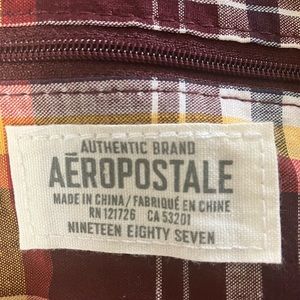 AUTHENTIC BRAND
AÉROPOSTALE
MADE IN CHINA / FABRIQUÉ EN CHINE
RN 121726 CA 53201
NINETEEN EIGHTY SEVEN